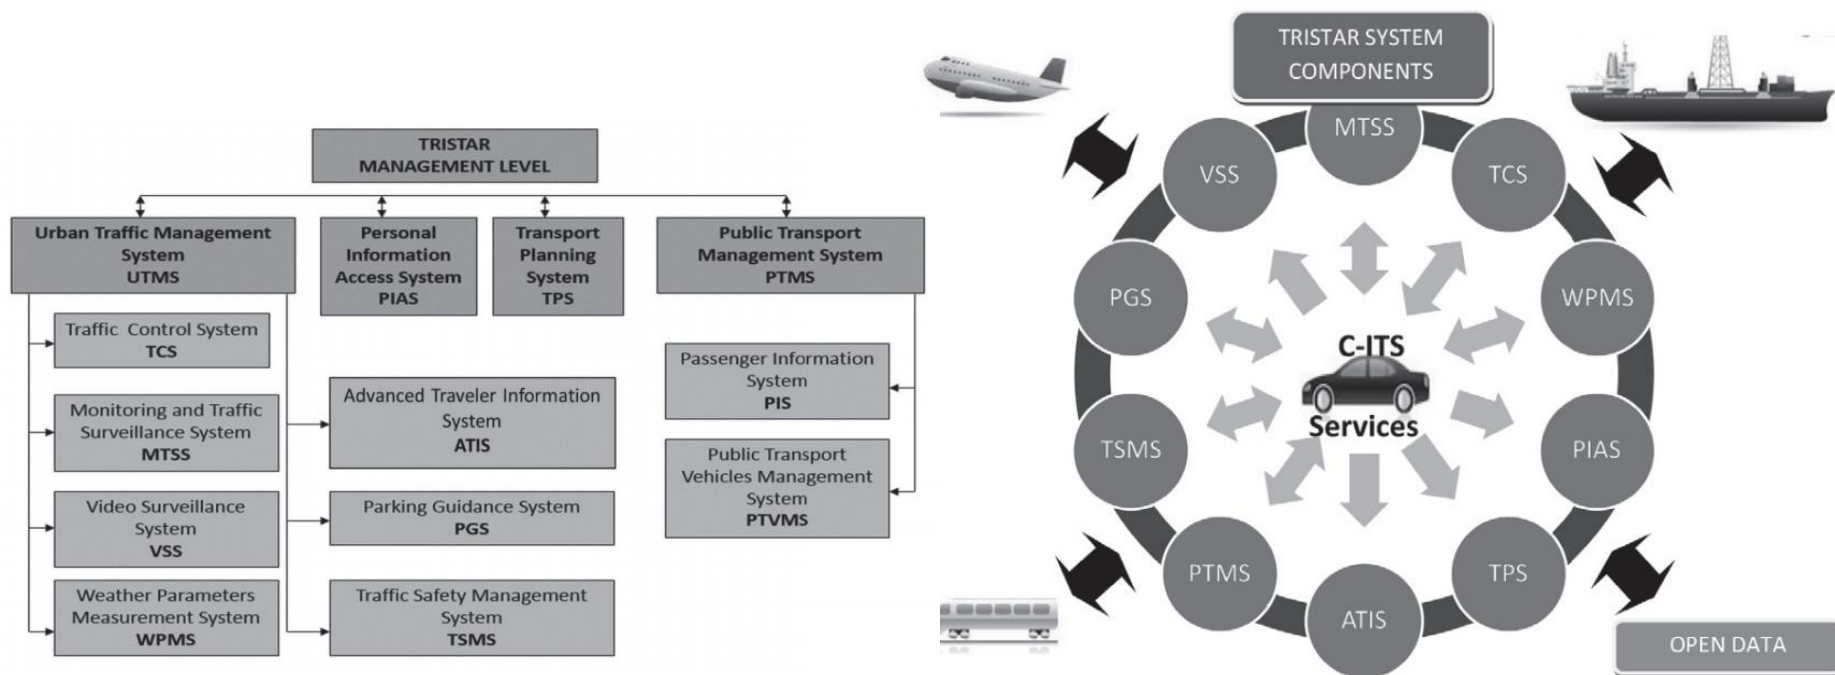 TRISTAR
MANAGEMENT LEVEL
Urban Traffic Management
System
UTMS
Personal
Information
Access System
PIAS
Transport
Planning
System
TPS
Public Transport
Management System
PTMS
Traffic Control System
TCS
Monitoring and Traffic
Surveillance System
MTSS
Video Surveillance
System
VSS
Weather Parameters
Measurement System
WPMS
Advanced Traveler Information
System
ATIS
Parking Guidance System
PGS
Traffic Safety Management
System
TSMS
Passenger Information
System
PIS
Public Transport
Vehicles Management
System
PTVMS
TRISTAR SYSTEM
COMPONENTS
MTSS
TCS
WPMS
PIAS
TPS
ATIS
PTMS
TSMS
PGS
VSS
C-ITS
Services
OPEN DATA